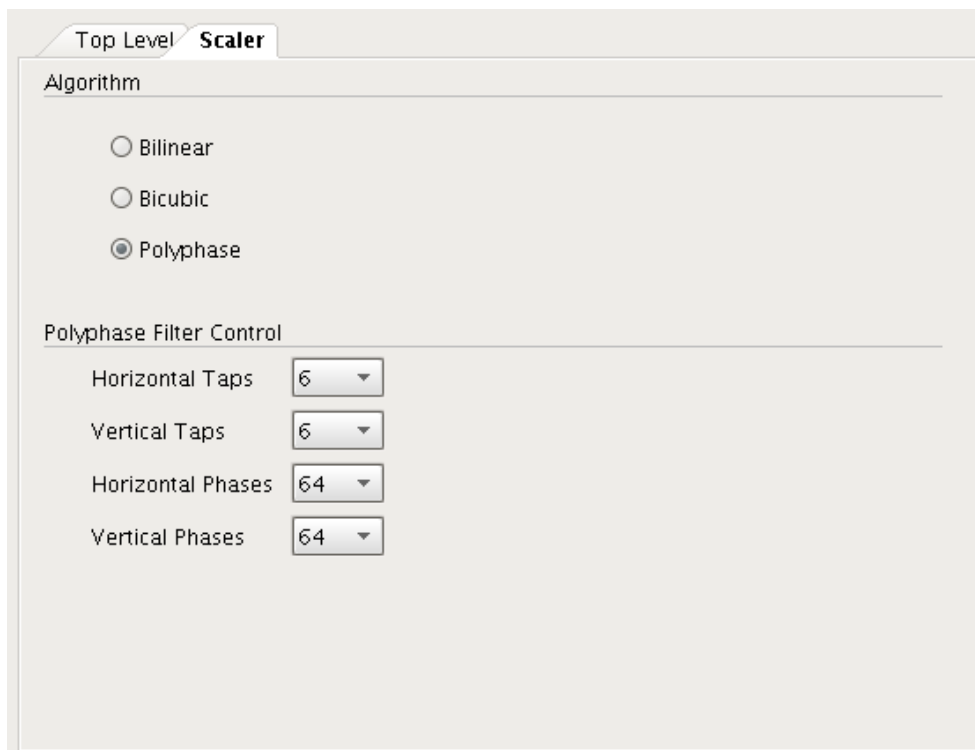 Top Level Scaler
Algorithm
Bilinear
Bicubic
Polyphase
Polyphase Filter Control
Horizontal Taps 6
Vertical Taps 6
Horizontal Phases 64
Vertical Phases 64